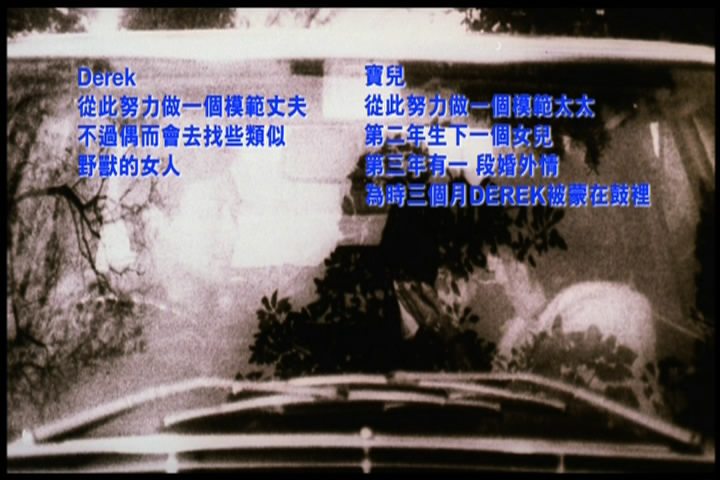 Derek
從此努力做一個模範丈夫
不過偶而會去找些類似
野獸的女人
寶兒
從此努力做一個模範太太
第二年生下一個女兒
第三年有一 段婚外情
為時三個月DEREK被蒙在鼓裡